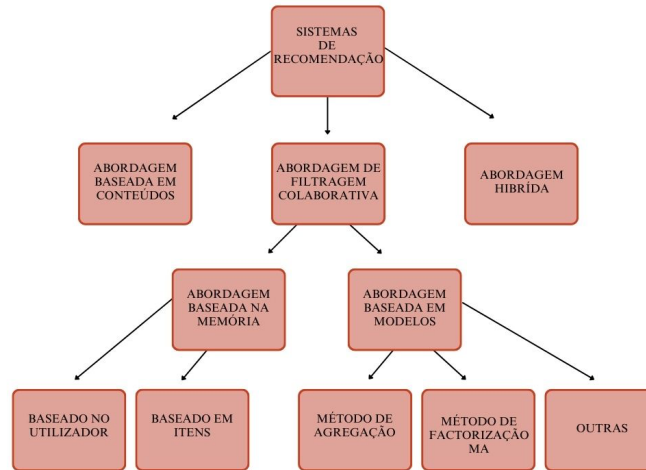 SISTEMAS
DE
RECOMENDAÇÃO
ABORDAGEM
BASEADA EM
CONTEÚDOS
ABORDAGEM DE
FILTRAGEM
COLABORATIVA
ABORDAGEM
HIBRÍDA
ABORDAGEM
BASEADA NA
MEMÓRIA
ABORDAGEM
BASEADA EM
MODELOS
BASEADO NO
UTILIZADOR
BASEADO EM
ITENS
MÉTODO DE
AGREGAÇÃO
MÉTODO DE
FACTORIZAÇÃO
MA
OUTRAS